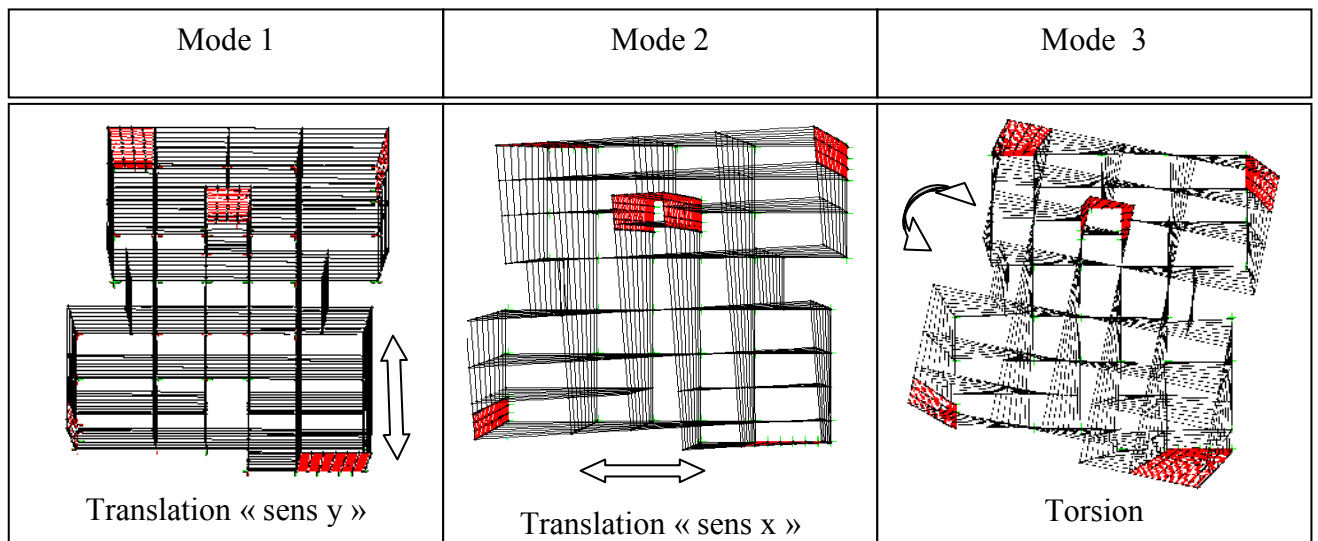 Mode 1
Mode 2
Mode 3
Translation « sens y »
Translation « sens x »
Torsion